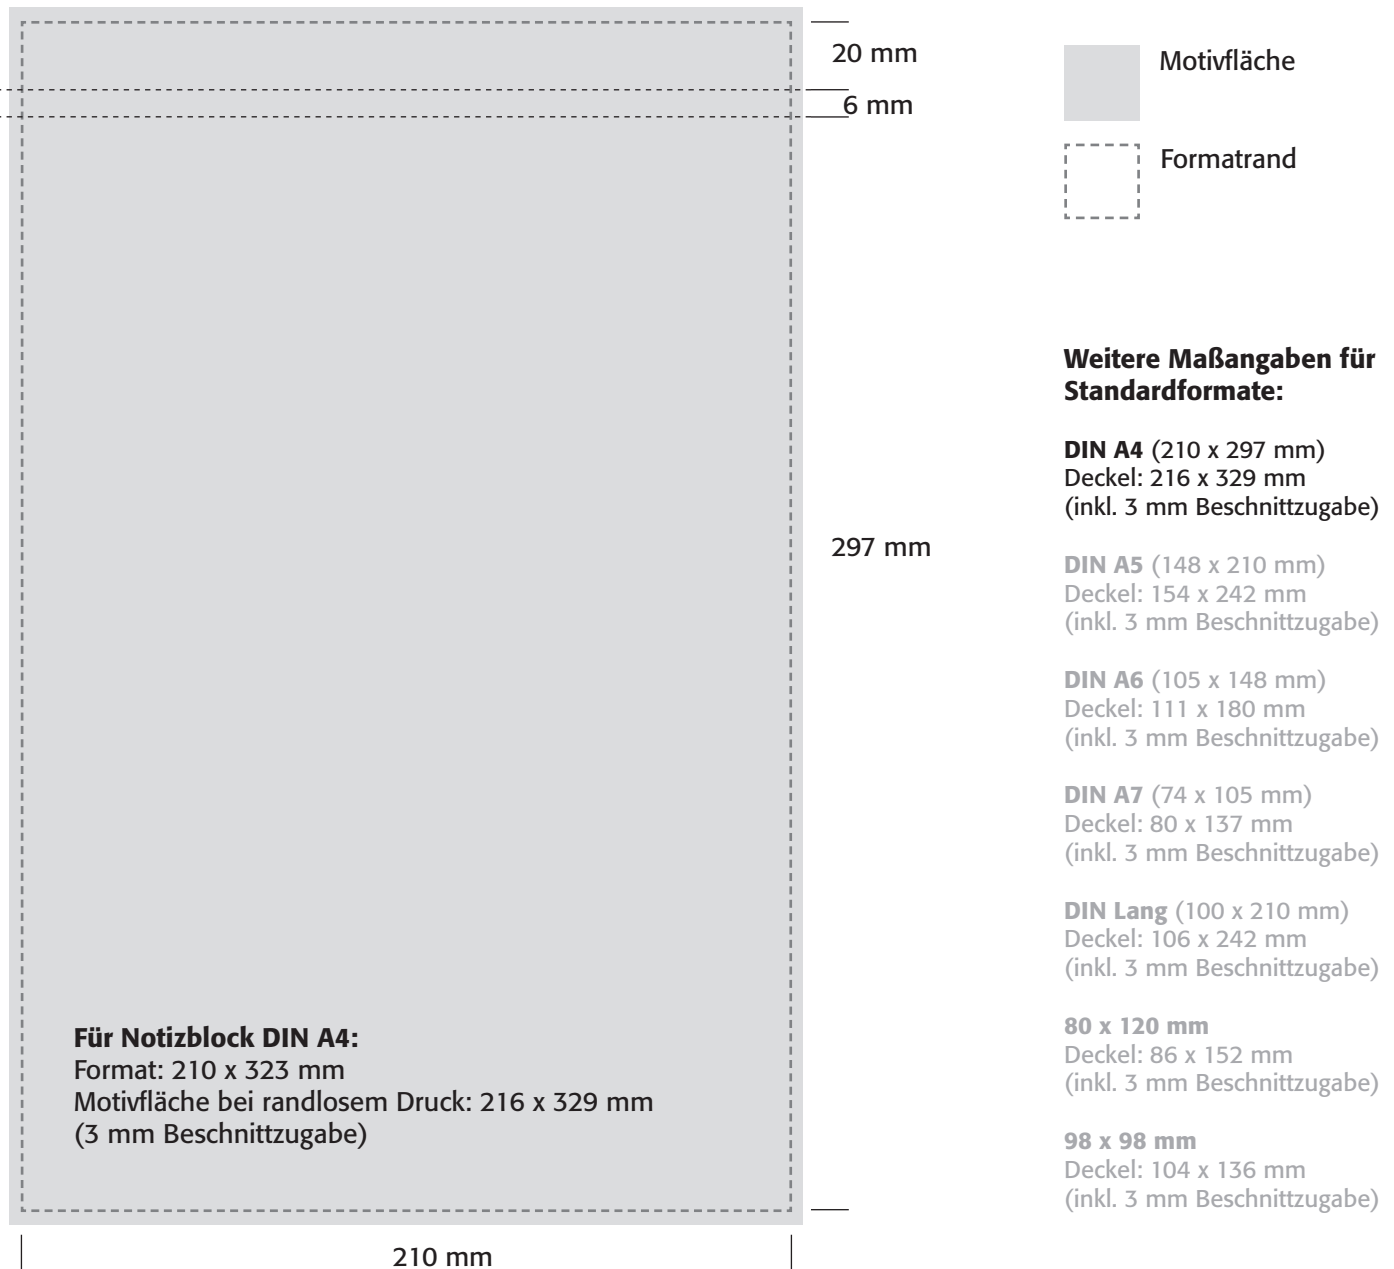 20 mm
6 mm
297 mm
Für Notizblock DIN A4:
Format: 210 x 323 mm
Motivfläche bei randlosem Druck: 216 x 329 mm
(3 mm Beschnittzugabe)
210 mm
Motivfläche
Formatrand
Weitere Maßangaben für
Standardformate:
DIN A4 (210 x 297 mm)
Deckel: 216 x 329 mm
(inkl. 3 mm Beschnittzugabe)
DIN A5 (148 x 210 mm)
Deckel: 154 x 242 mm
(inkl. 3 mm Beschnittzugabe)
DIN A6 (105 x 148 mm)
Deckel: 111 x 180 mm
(inkl. 3 mm Beschnittzugabe)
DIN A7 (74 x 105 mm)
Deckel: 80 x 137 mm
(inkl. 3 mm Beschnittzugabe)
DIN Lang (100 x 210 mm)
Deckel: 106 x 242 mm
(inkl. 3 mm Beschnittzugabe)
80 x 120 mm
Deckel: 86 x 152 mm
(inkl. 3 mm Beschnittzugabe)
98 x 98 mm
Deckel: 104 x 136 mm
(inkl. 3 mm Beschnittzugabe)